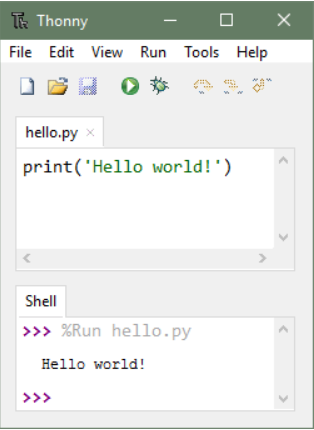 Thonny
File Edit View Run Tools Help
hello.py
print('Hello world!')
Shell
>>> %Run hello.py
Hello world!
>>>